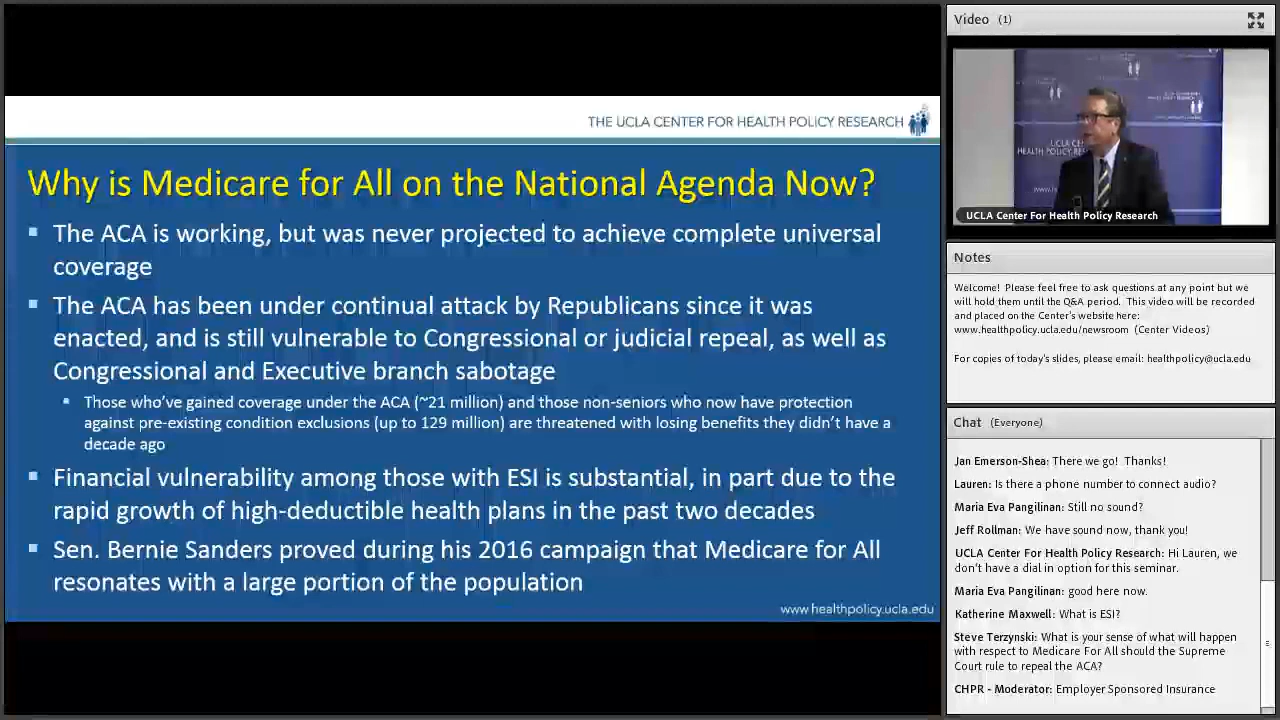 THE UCLA CENTER FOR HEALTH POLICY RESEARCH
Why is Medicare for All on the National Agenda Now?
The ACA is working, but was never projected to achieve complete universal
coverage
The ACA has been under continual attack by Republicans since it was
enacted, and is still vulnerable to Congressional or judicial repeal, as well as
Congressional and Executive branch sabotage
Those who've gained coverage under the ACA (~21 million) and those non-seniors who now have protection
against pre-existing condition exclusions (up to 129 million) are threatened with losing benefits they didn't have a
decade ago
Financial vulnerability among those with ESI is substantial, in part due to the
rapid growth of high-deductible health plans in the past two decades
Sen. Bernie Sanders proved during his 2016 campaign that Medicare for All
resonates with a large portion of the population
www.healthpolicy.ucla.edu
Video (1)
UCLA CE
HEALTH POLICY RES
UCLA Center For Health Policy Research
Notes
Welcome! Please feel free to ask questions at any point but we
will hold them until the Q&A period. This video will be recorded
and placed on the Center's website here:
www.healthpolicy.ucla.edu/newsroom (Center Videos)
For copies of today's slides, please email: healthpolicy@ucla.edu
Chat (Everyone)
Jan Emerson-Shea: There we go! Thanks!
Lauren: Is there a phone number to connect audio?
Maria Eva Pangilinan: Still no sound?
Jeff Rollman: We have sound now, thank you!
UCLA Center For Health Policy Research: Hi Lauren, we
don't have a dial in option for this seminar.
Maria Eva Pangilinan: good here now.
Katherine Maxwell: What is ESI?
Steve Terzynski: What is your sense of what will happen
with respect to Medicare For All should the Supreme
Court rule to repeal the ACA?
CHPR - Moderator: Employer Sponsored Insurance